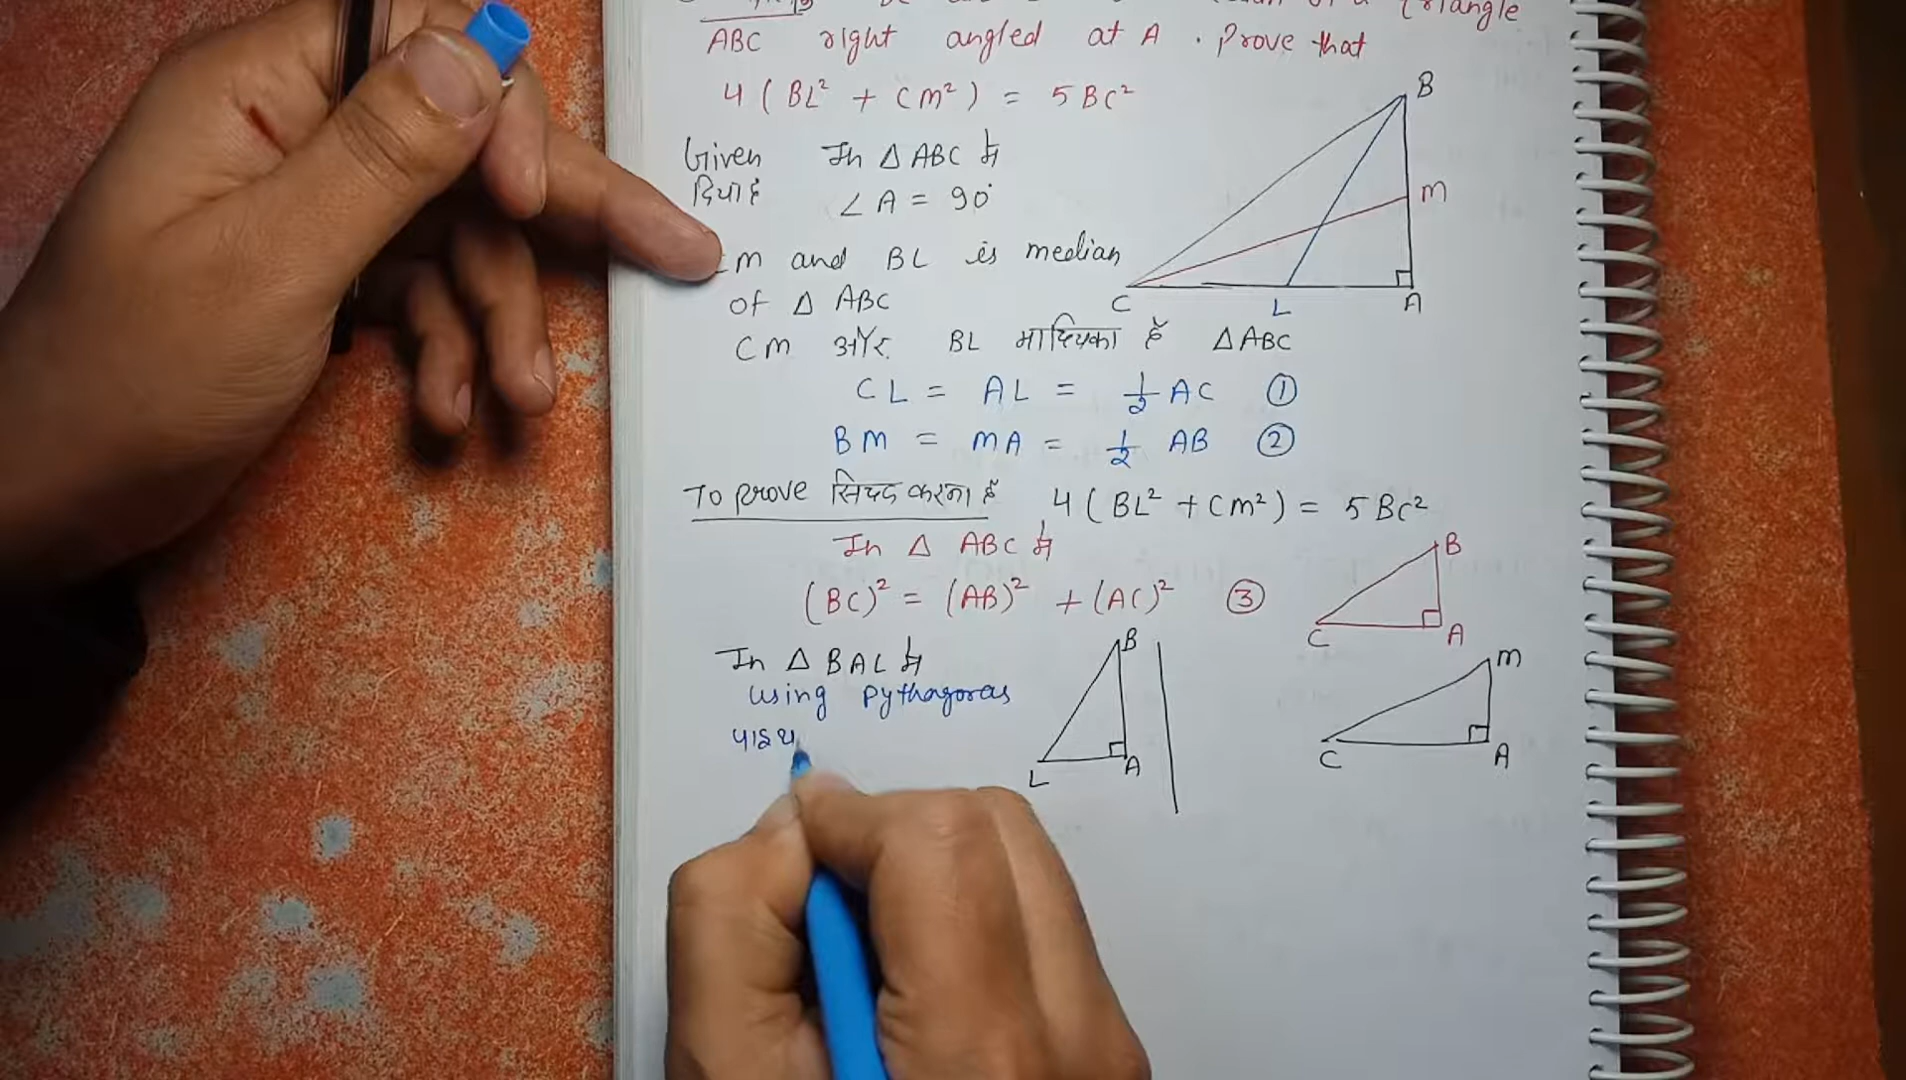 triangle
ABC right angled at A . Prove that
4 ( BL² + CM² ) = 5 BC²
Given In △ ABC में
दिया है ∠A = 90°
CM and BL is median
of △ ABC
CM और BL माध्यिका हैं △ABC
CL = AL = 1/2 AC ①
BM = MA = 1/2 AB ②
To prove सिध्द करना हैं 4 ( BL² + CM² ) = 5 BC²
In △ ABC में
(BC)² = (AB)² + (AC)² ③
In △ BAL में
Using Pythagoras
पाइथ
B
M
C
L
A
B
C
A
B
L
A
M
C
A